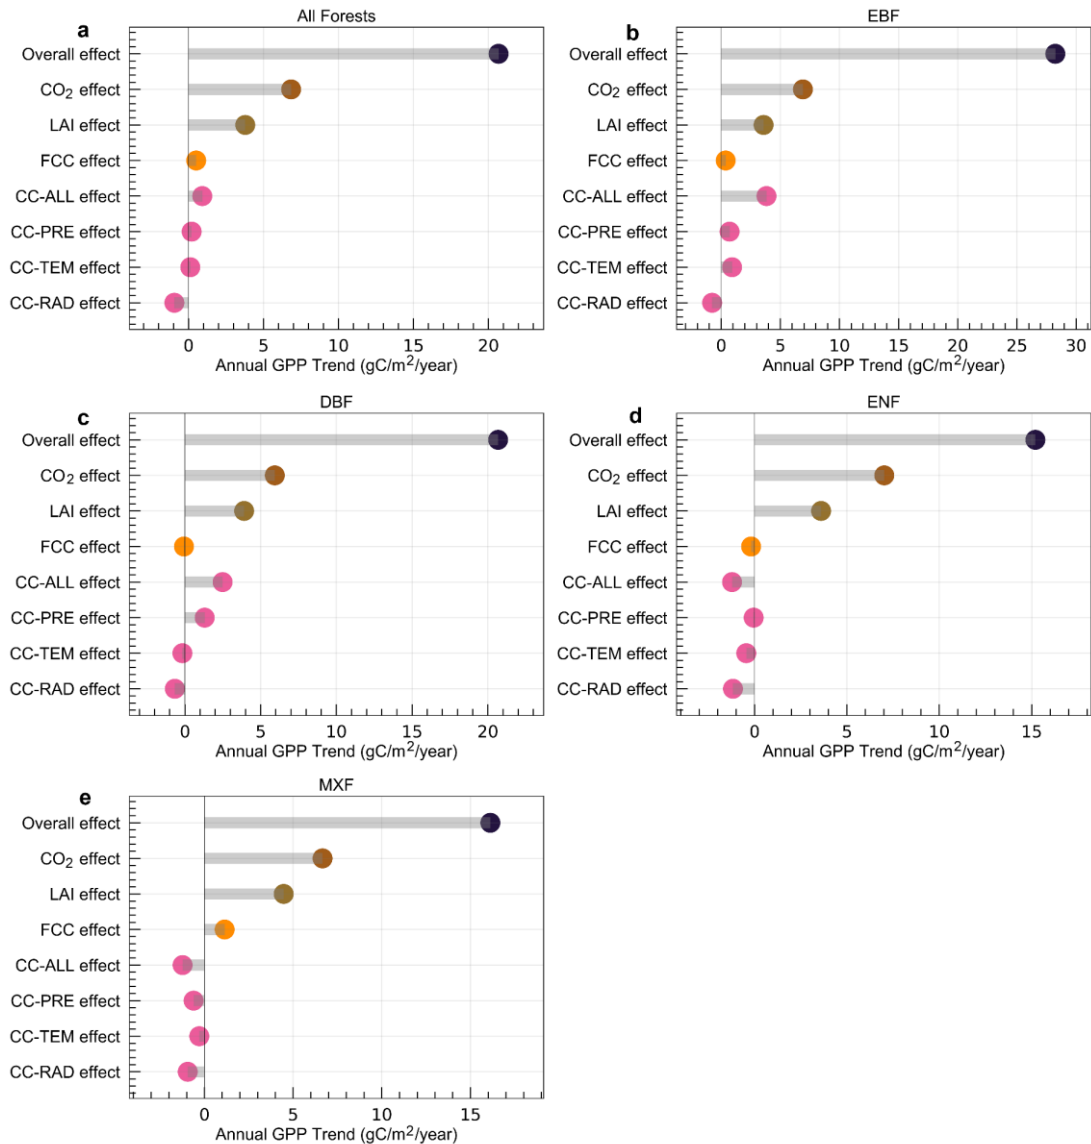 a
All Forests
Overall effect
CO2 effect
LAI effect
FCC effect
CC-ALL effect
CC-PRE effect
CC-TEM effect
CC-RAD effect
0 5 10 15 20
Annual GPP Trend (gC/m²/year)
b
EBF
Overall effect
CO2 effect
LAI effect
FCC effect
CC-ALL effect
CC-PRE effect
CC-TEM effect
CC-RAD effect
0 5 10 15 20 25 30
Annual GPP Trend (gC/m²/year)
c
DBF
Overall effect
CO2 effect
LAI effect
FCC effect
CC-ALL effect
CC-PRE effect
CC-TEM effect
CC-RAD effect
0 5 10 15 20
Annual GPP Trend (gC/m²/year)
d
ENF
Overall effect
CO2 effect
LAI effect
FCC effect
CC-ALL effect
CC-PRE effect
CC-TEM effect
CC-RAD effect
0 5 10 15
Annual GPP Trend (gC/m²/year)
e
MXF
Overall effect
CO2 effect
LAI effect
FCC effect
CC-ALL effect
CC-PRE effect
CC-TEM effect
CC-RAD effect
0 5 10 15
Annual GPP Trend (gC/m²/year)